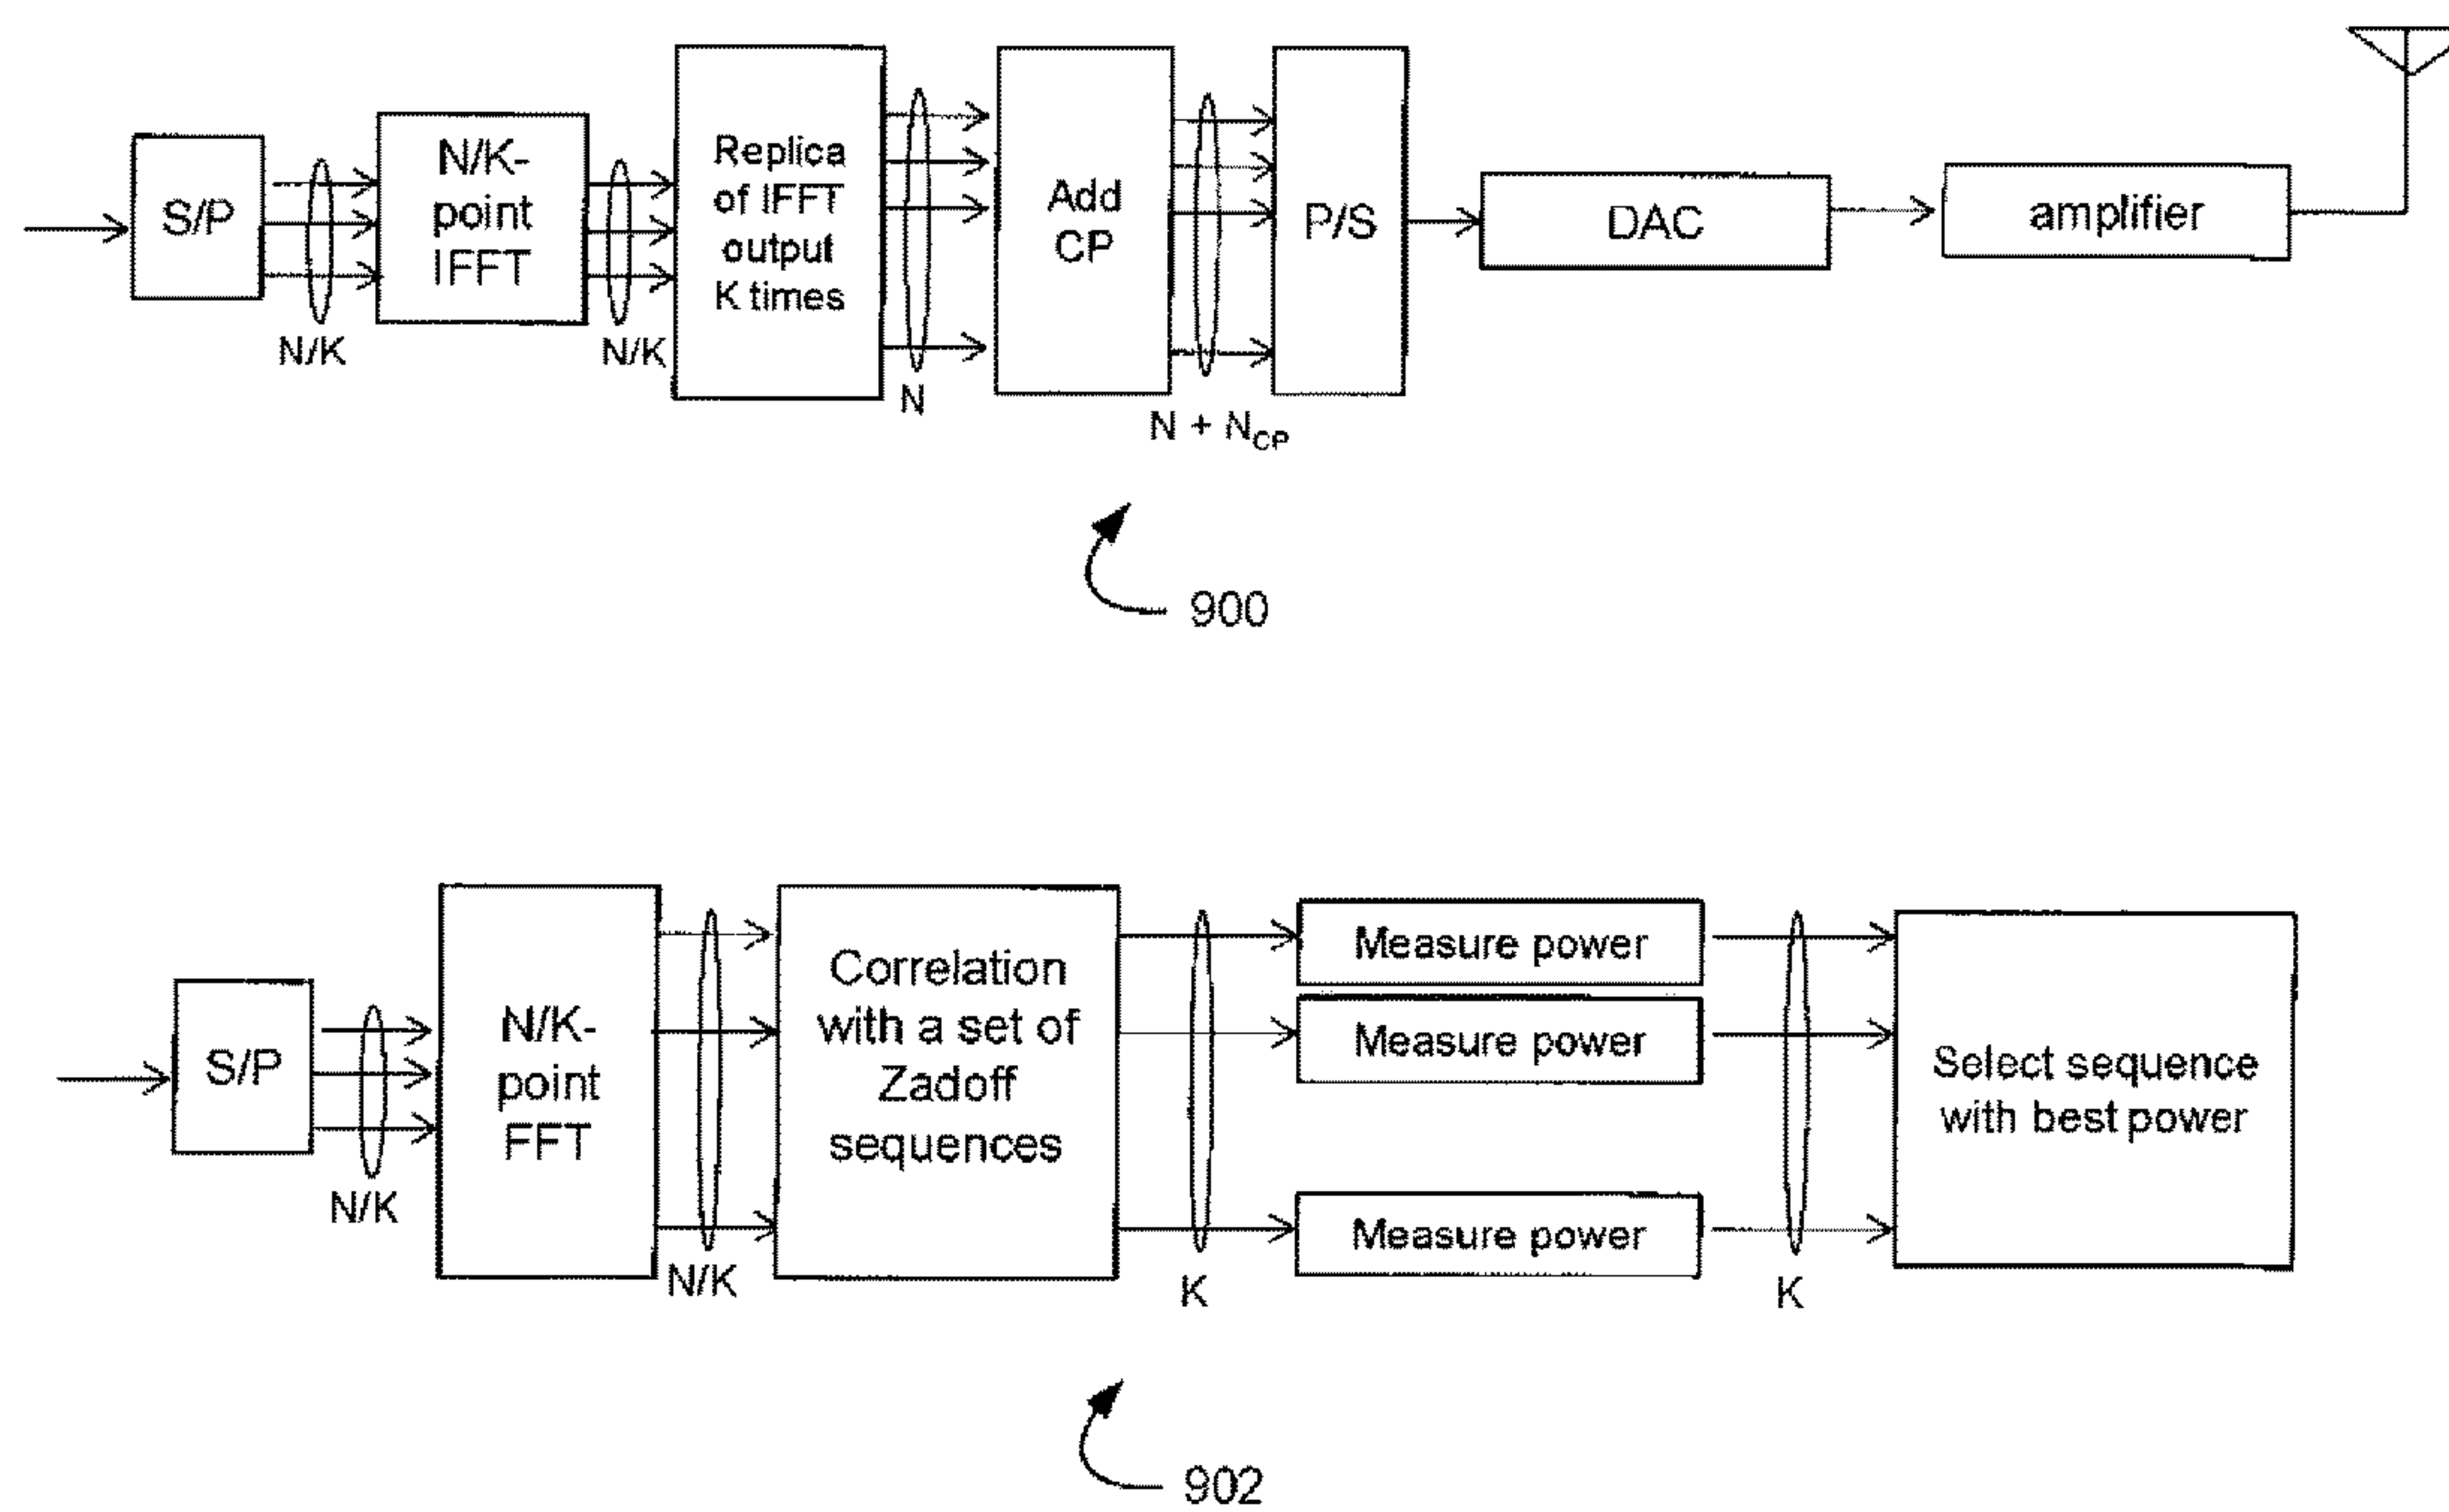 S/P
N/K
N/K-
point
IFFT
N/K
Replica
of IFFT
output
K times
N
Add
CP
N + NCP
P/S
DAC
amplifier
900
S/P
N/K
N/K-
point
FFT
N/K
Correlation
with a set of
Zadoff
sequences
K
Measure power
Measure power
Measure power
K
Select sequence
with best power
902